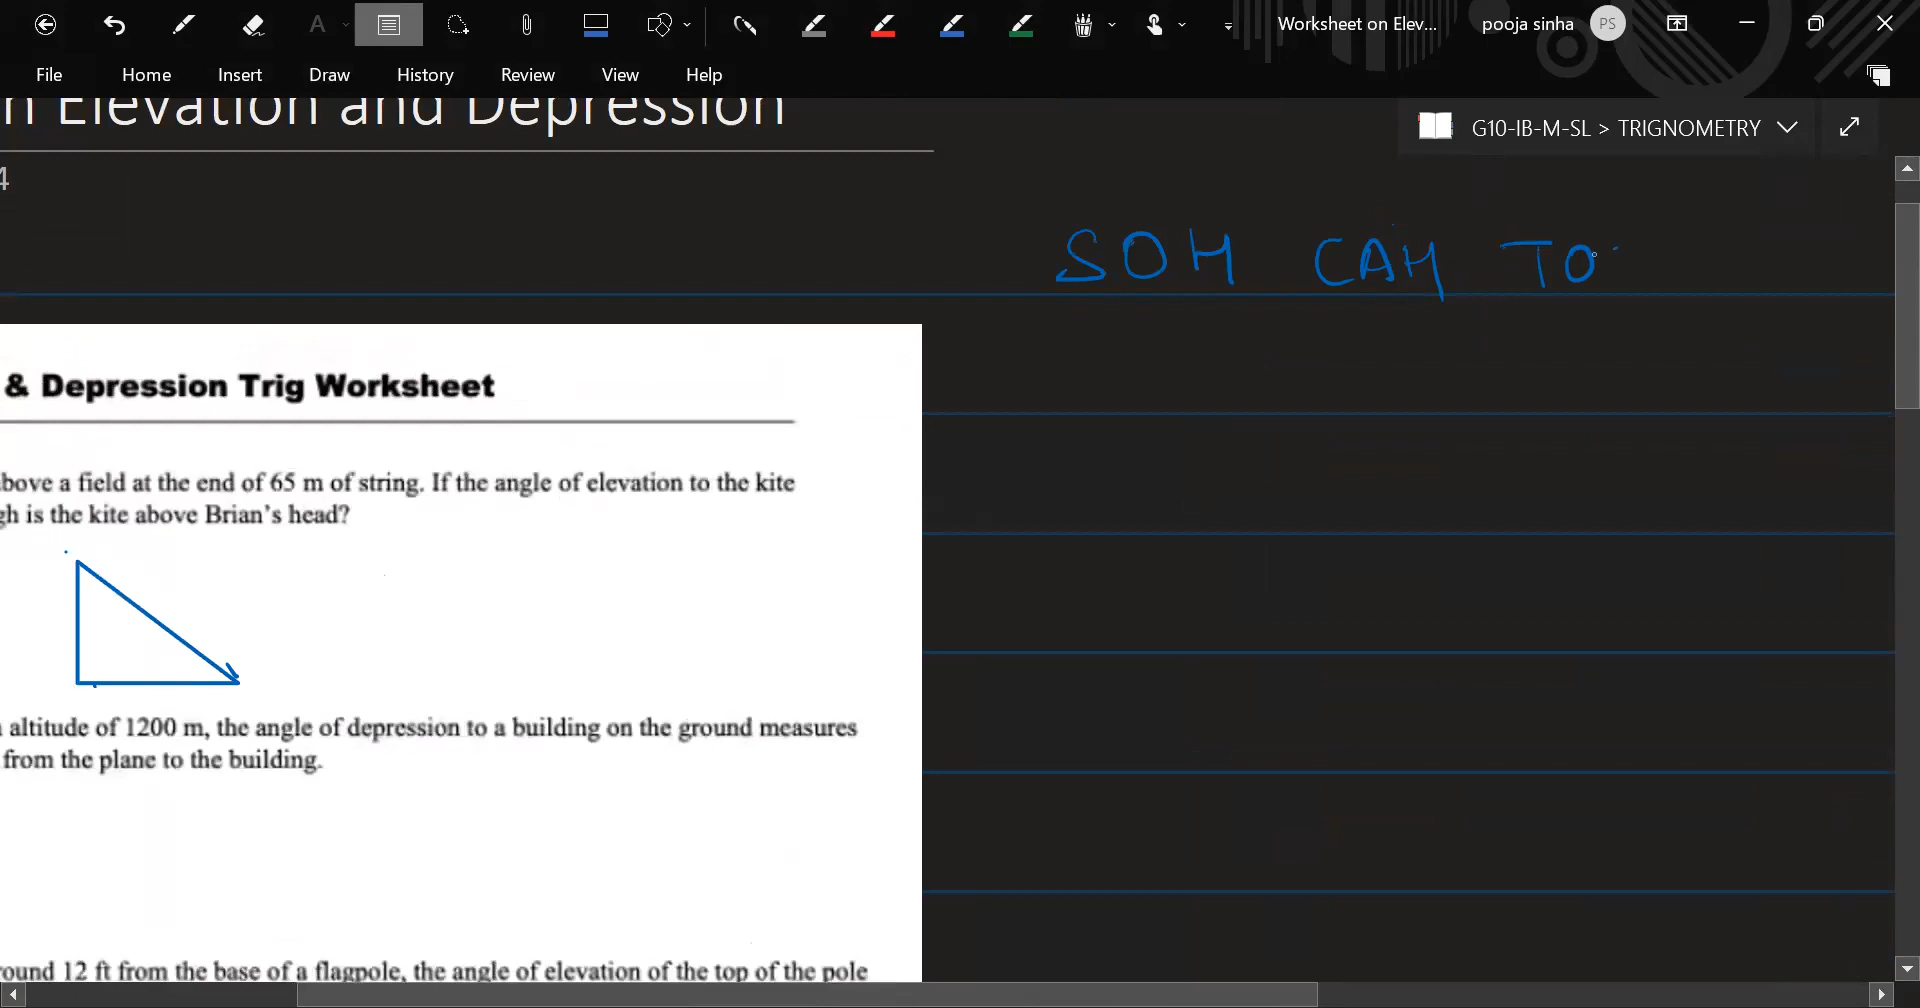 Worksheet on Elev... pooja sinha PS
File Home Insert Draw History Review View Help
n Elevation and Depression
G10-IB-M-SL > TRIGNOMETRY
4
SOH CAH TO
& Depression Trig Worksheet
bove a field at the end of 65 m of string. If the angle of elevation to the kite
gh is the kite above Brian's head?
altitude of 1200 m, the angle of depression to a building on the ground measures
from the plane to the building.
round 12 ft from the base of a flagpole, the angle of elevation of the top of the pole